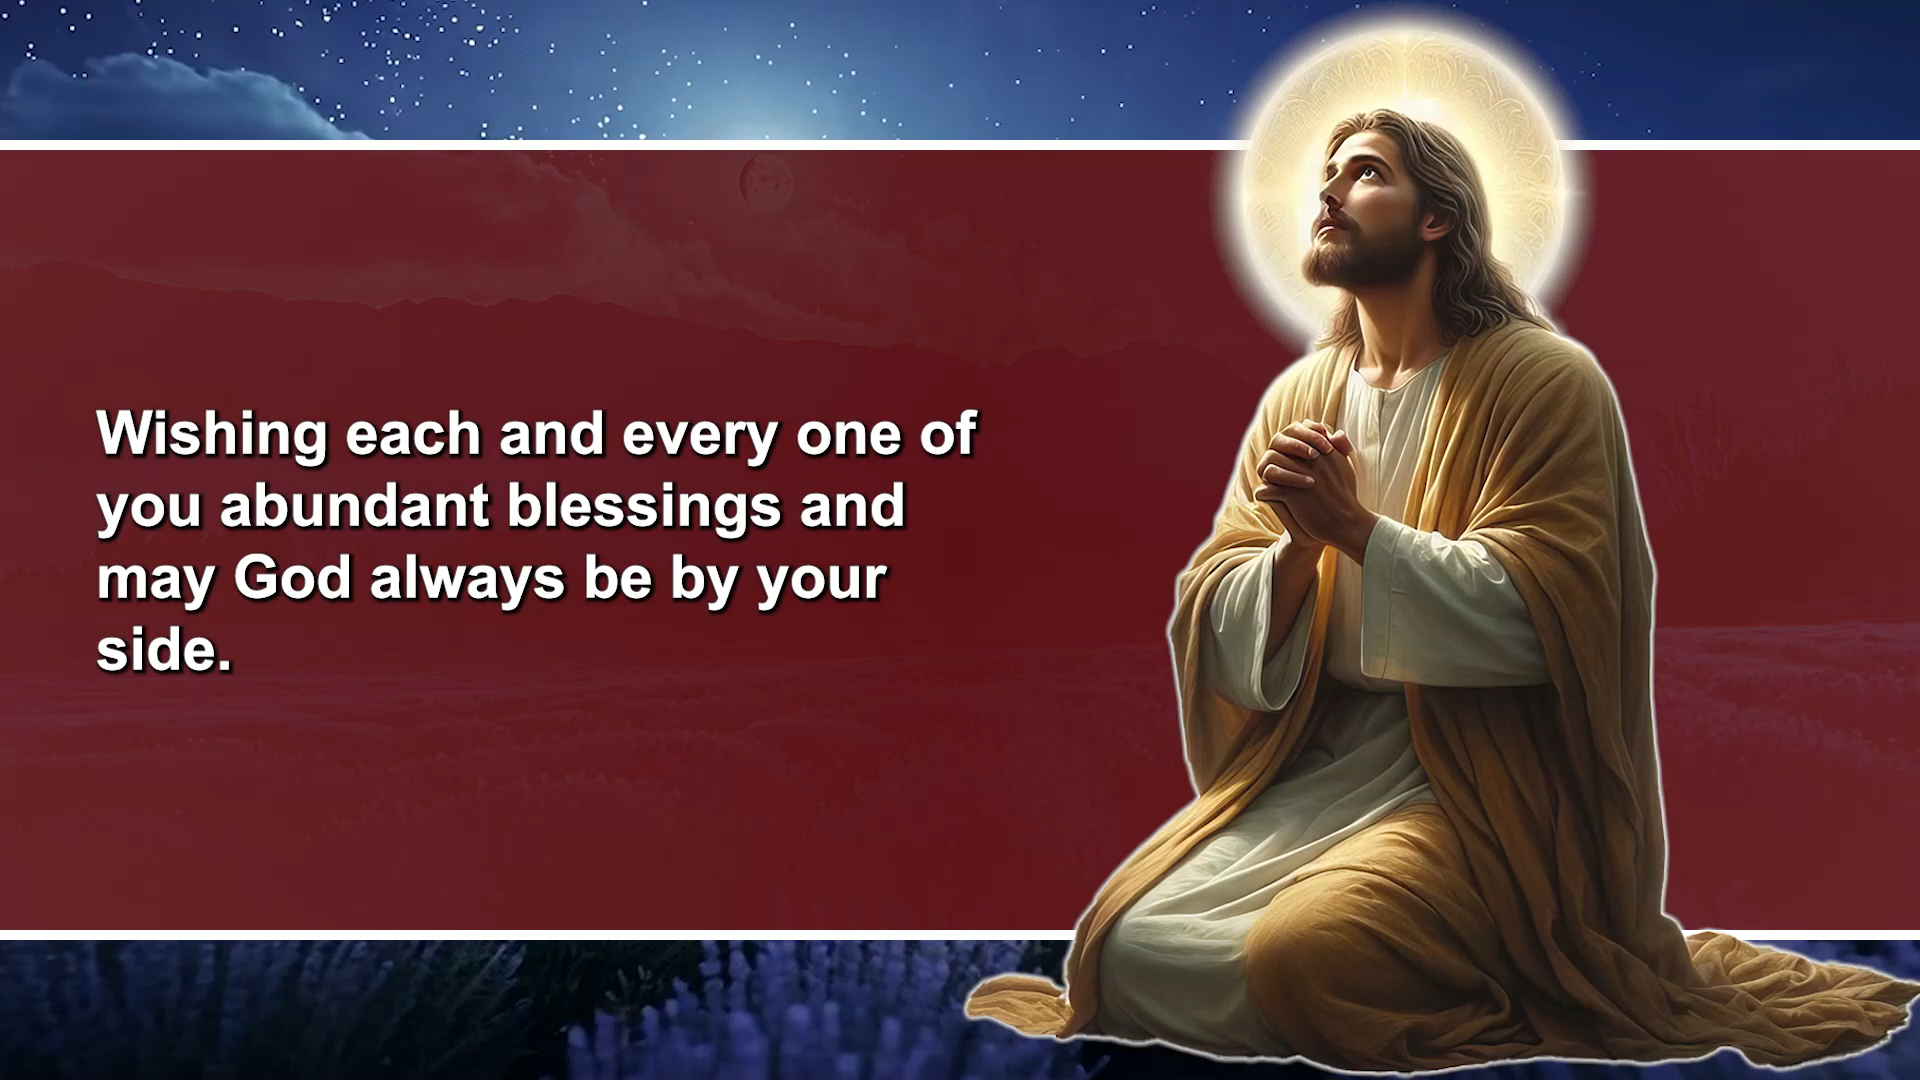 Wishing each and every one of
you abundant blessings and
may God always be by your
side.